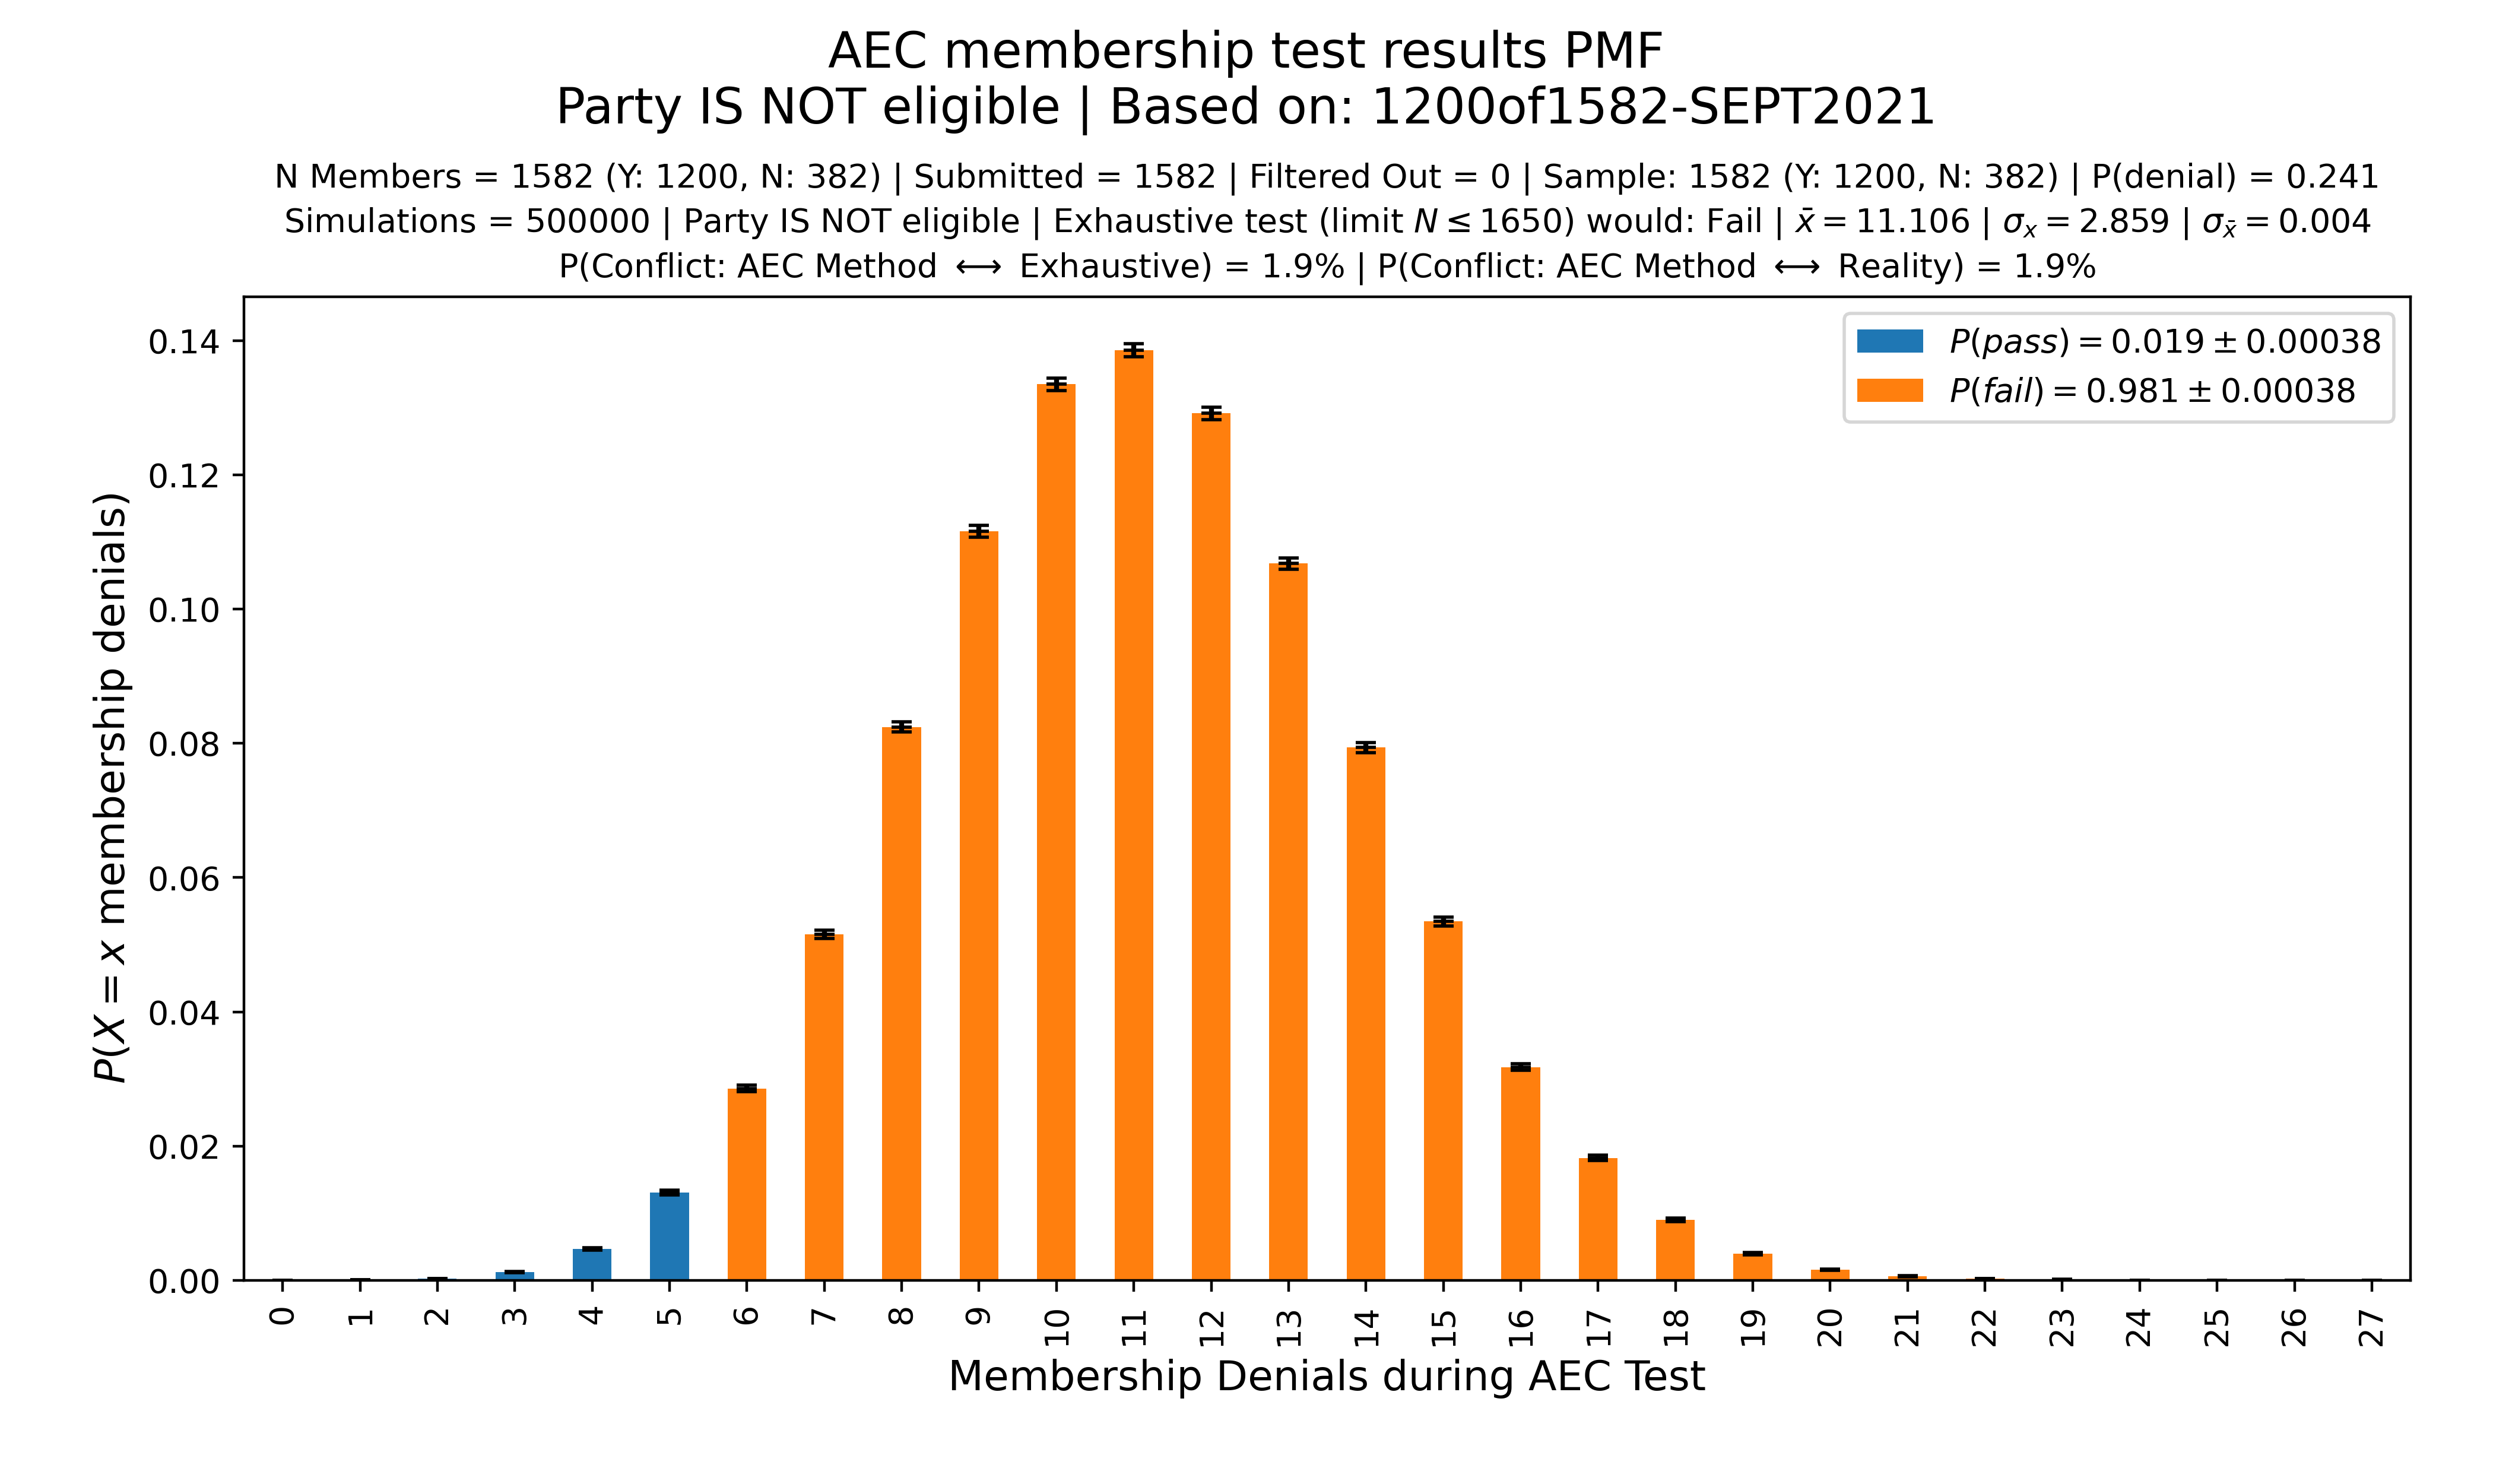 AEC membership test results PMF
Party IS NOT eligible | Based on: 1200of1582-SEPT2021
N Members = 1582 (Y: 1200, N: 382) | Submitted = 1582 | Filtered Out = 0 | Sample: 1582 (Y: 1200, N: 382) | P(denial) = 0.241
Simulations = 500000 | Party IS NOT eligible | Exhaustive test (limit N ≤ 1650) would: Fail | x̄ = 11.106 | σₓ = 2.859 | σ_x̄ = 0.004
P(Conflict: AEC Method ⟷ Exhaustive) = 1.9% | P(Conflict: AEC Method ⟷ Reality) = 1.9%
P(pass) = 0.019 ± 0.00038
P(fail) = 0.981 ± 0.00038
P(X = x membership denials)
0.14
0.12
0.10
0.08
0.06
0.04
0.02
0.00
0 1 2 3 4 5 6 7 8 9 10 11 12 13 14 15 16 17 18 19 20 21 22 23 24 25 26 27
Membership Denials during AEC Test